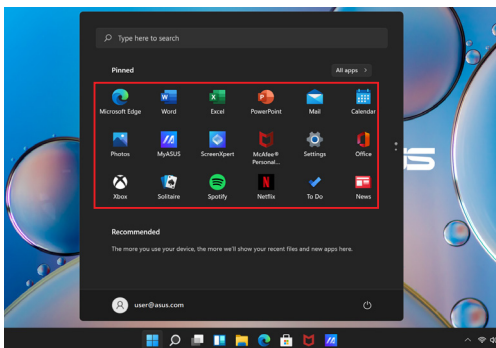 Type here to search
Pinned
All apps >
Microsoft Edge
Word
Excel
PowerPoint
Mail
Calendar
Photos
MyASUS
ScreenXpert
McAfee®
Personal...
Settings
Office
Xbox
Solitaire
Spotify
Netflix
To Do
News
Recommended
The more you use your device, the more we'll show your recent files and new apps here.
user@asus.com